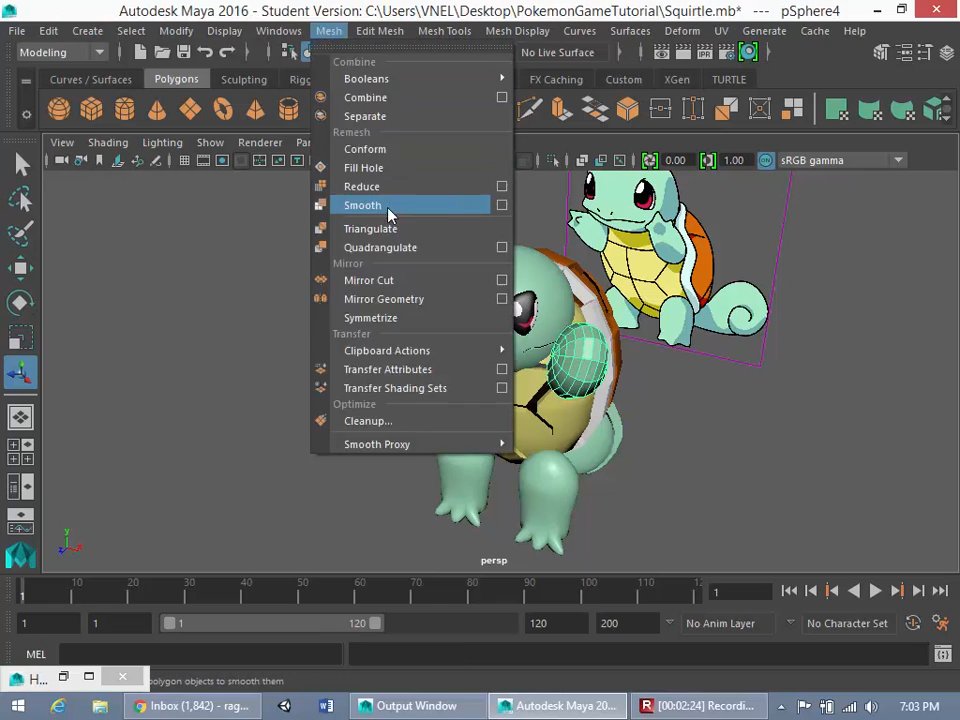 Autodesk Maya 2016 - Student Version: C:\Users\VNEL\Desktop\PokemonGameTutorial\Squirtle.mb* - pSphere4
File Edit Create Select Modify Display Windows Mesh Edit Mesh Mesh Tools Mesh Display Curves Surfaces Deform UV Generate Cache Help
Modeling No Live Surface
Curves / Surfaces Polygons Sculpting Rigg FX Caching Custom XGen TURTLE
View Shading Lighting Show Renderer Pan 0.00 1.00 sRGB gamma
Combine
Booleans
Combine
Separate
Remesh
Conform
Fill Hole
Reduce
Smooth
Triangulate
Quadrangulate
Mirror
Mirror Cut
Mirror Geometry
Symmetrize
Transfer
Clipboard Actions
Transfer Attributes
Transfer Shading Sets
Optimize
Cleanup...
Smooth Proxy
y
z x
persp
1 10 20 30 40 50 60 70 80 90 100 110 12 1
1 1 1 120 120 200 No Anim Layer No Character Set
MEL
H... polygon objects to smooth them
Inbox (1,842) - rag... Output Window Autodesk Maya 20... [00:02:24] Recordi... 7:03 PM